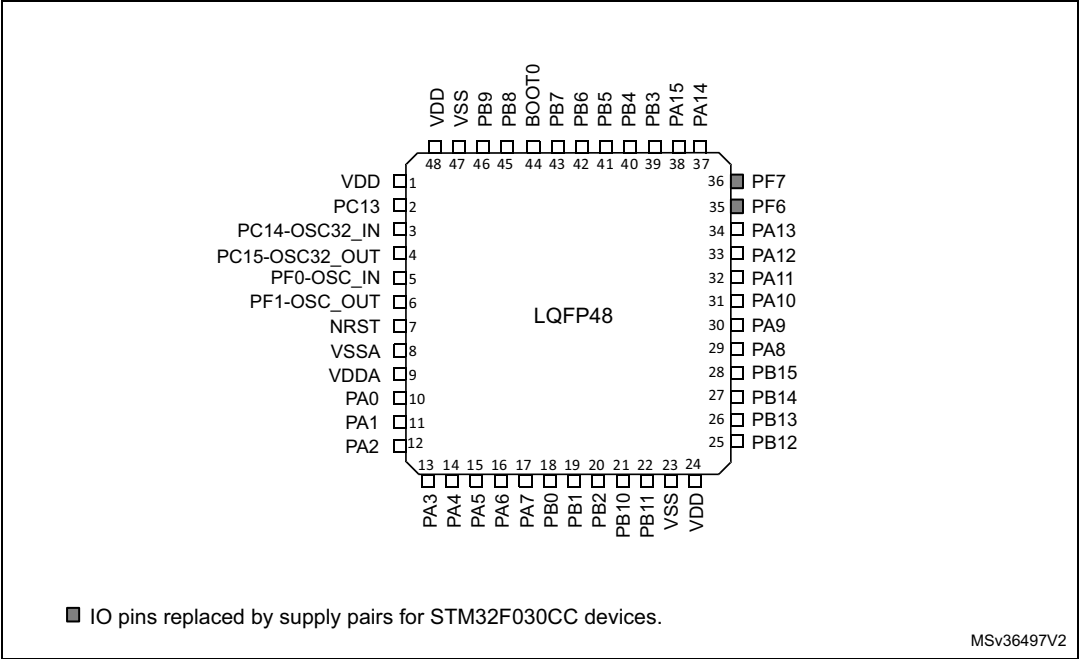 VDD
VSS
PB9
PB8
BOOT0
PB7
PB6
PB5
PB4
PB3
PA15
PA14
48 47 46 45 44 43 42 41 40 39 38 37
VDD 1
PC13 2
PC14-OSC32_IN 3
PC15-OSC32_OUT 4
PF0-OSC_IN 5
PF1-OSC_OUT 6
NRST 7
VSSA 8
VDDA 9
PA0 10
PA1 11
PA2 12
LQFP48
36 PF7
35 PF6
34 PA13
33 PA12
32 PA11
31 PA10
30 PA9
29 PA8
28 PB15
27 PB14
26 PB13
25 PB12
13 14 15 16 17 18 19 20 21 22 23 24
PA3
PA4
PA5
PA6
PA7
PB0
PB1
PB2
PB10
PB11
VSS
VDD
IO pins replaced by supply pairs for STM32F030CC devices.
MSv36497V2